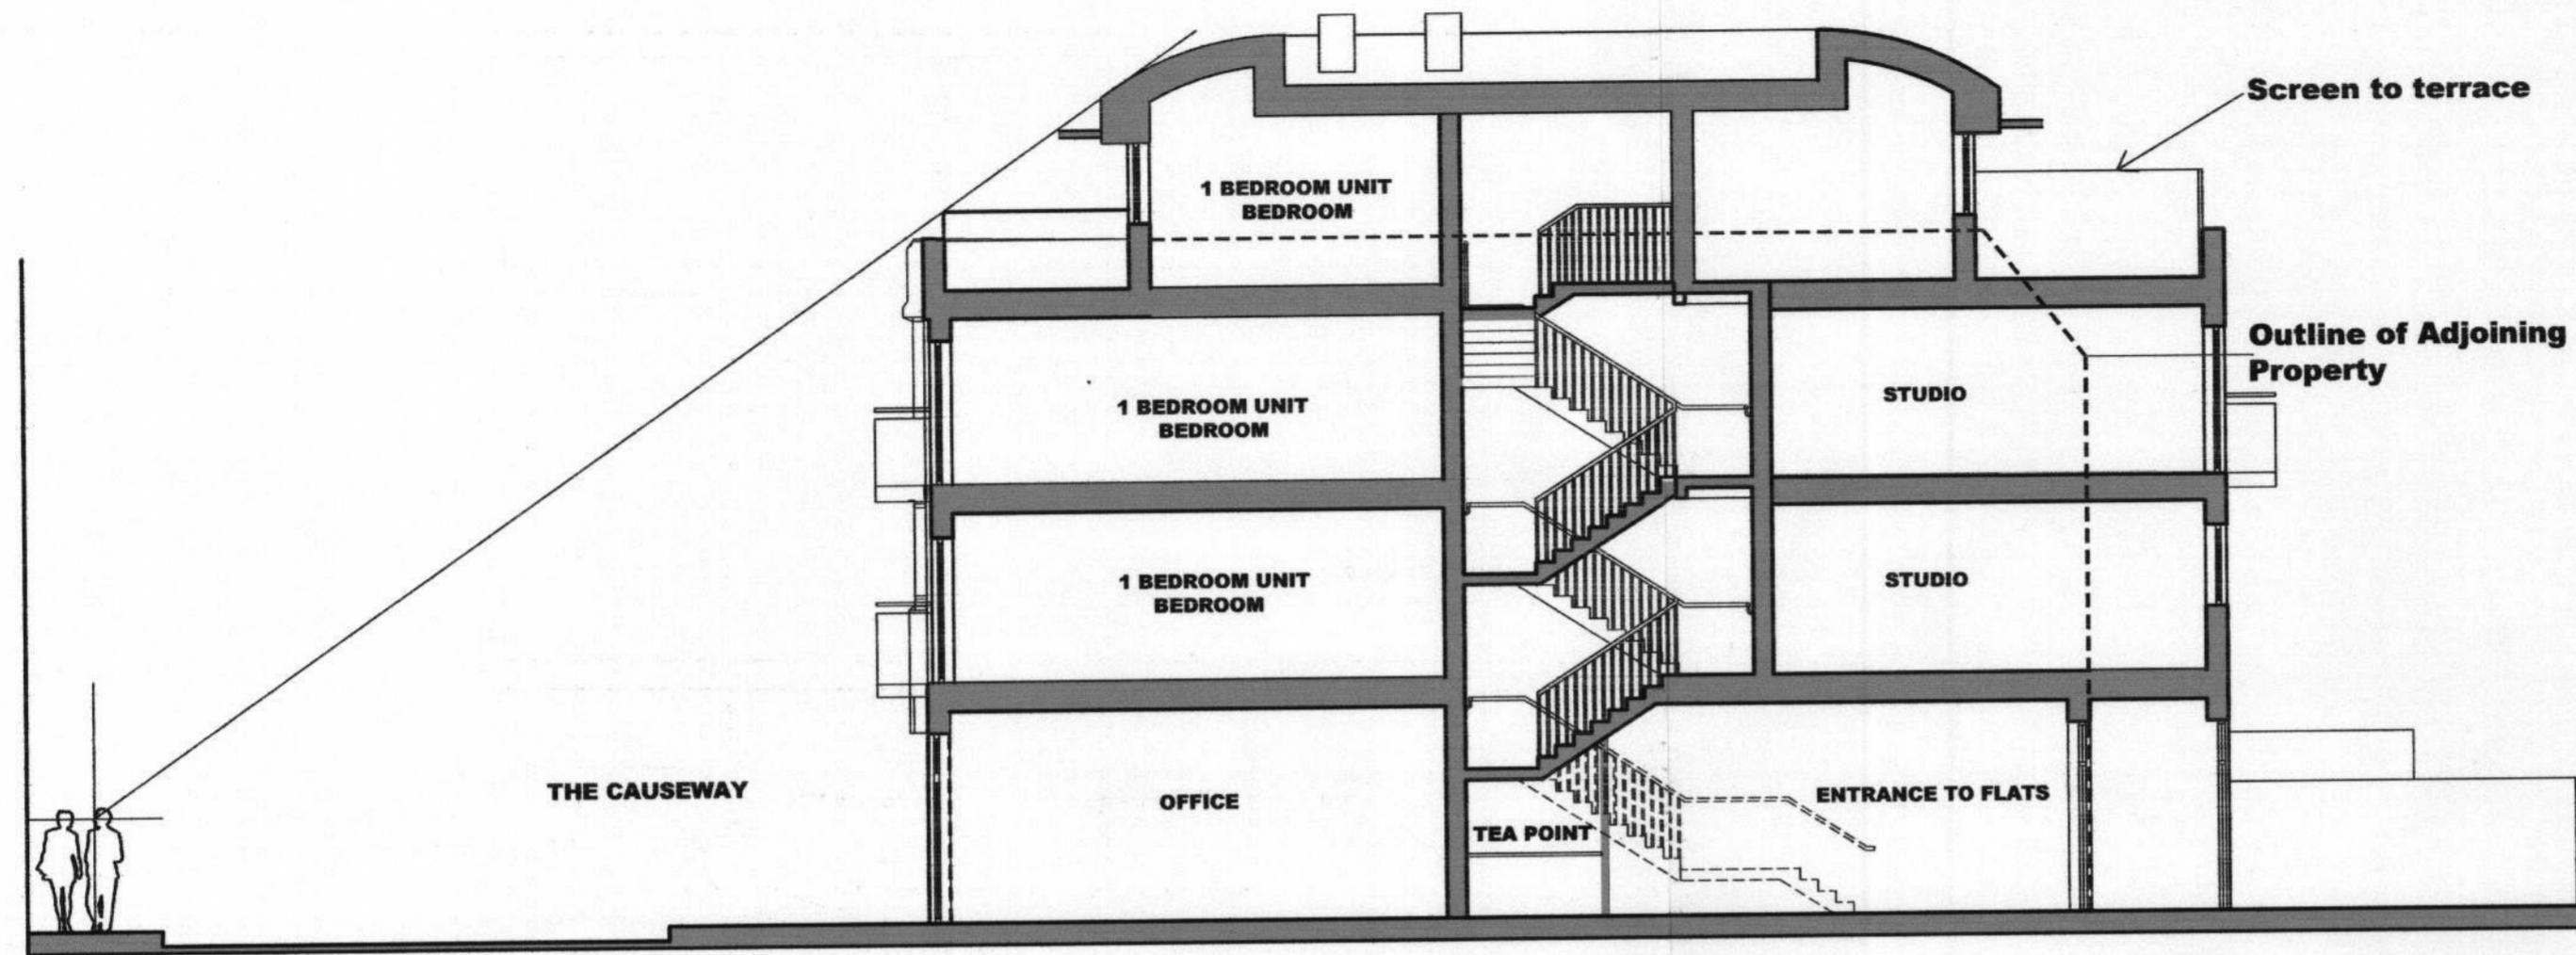 Screen to terrace
1 BEDROOM UNIT
BEDROOM
Outline of Adjoining
Property
1 BEDROOM UNIT
BEDROOM
STUDIO
1 BEDROOM UNIT
BEDROOM
STUDIO
THE CAUSEWAY
OFFICE
TEA POINT
ENTRANCE TO FLATS